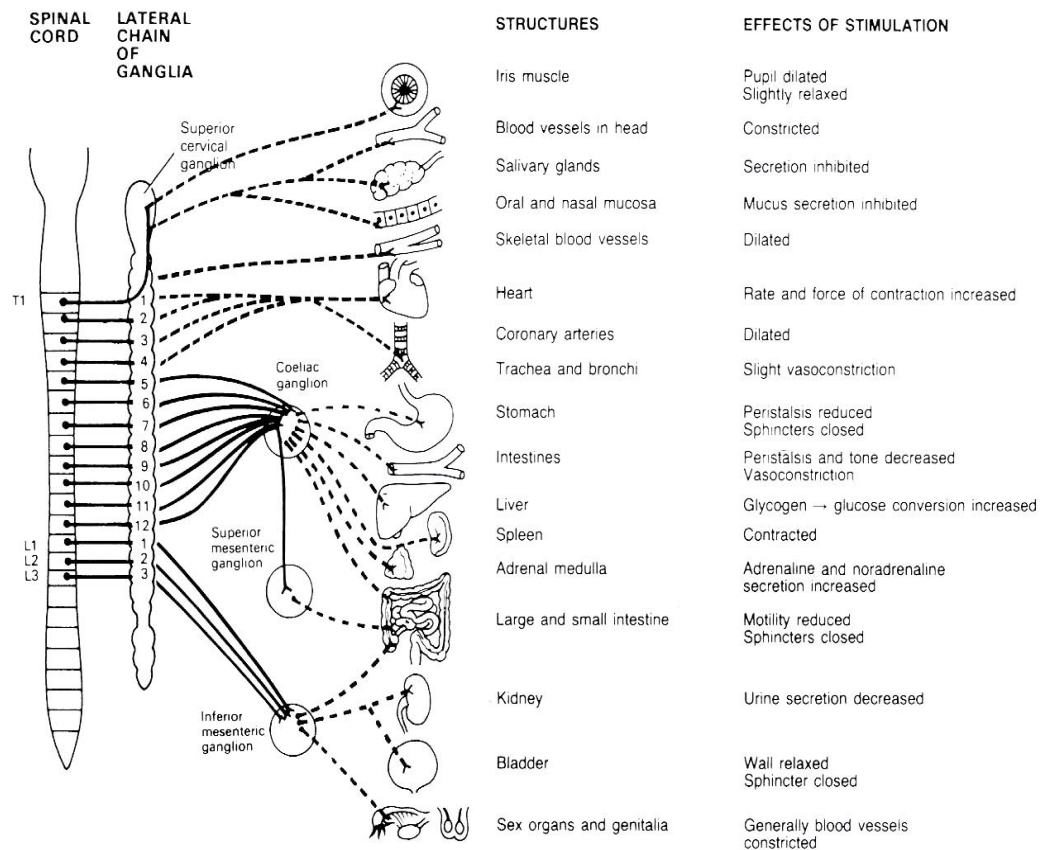 SPINAL
CORD
LATERAL
CHAIN
OF
GANGLIA
STRUCTURES
EFFECTS OF STIMULATION
Superior
cervical
ganglion
T1
1
2
3
4
5
6
7
8
9
10
11
12
1
2
3
L1
L2
L3
Coeliac
ganglion
Superior
mesenteric
ganglion
Inferior
mesenteric
ganglion
Iris muscle
Pupil dilated
Slightly relaxed
Blood vessels in head
Constricted
Salivary glands
Secretion inhibited
Oral and nasal mucosa
Mucus secretion inhibited
Skeletal blood vessels
Dilated
Heart
Rate and force of contraction increased
Coronary arteries
Dilated
Trachea and bronchi
Slight vasoconstriction
Stomach
Peristalsis reduced
Sphincters closed
Intestines
Peristalsis and tone decreased
Vasoconstriction
Liver
Glycogen → glucose conversion increased
Spleen
Contracted
Adrenal medulla
Adrenaline and noradrenaline
secretion increased
Large and small intestine
Motility reduced
Sphincters closed
Kidney
Urine secretion decreased
Bladder
Wall relaxed
Sphincter closed
Sex organs and genitalia
Generally blood vessels
constricted